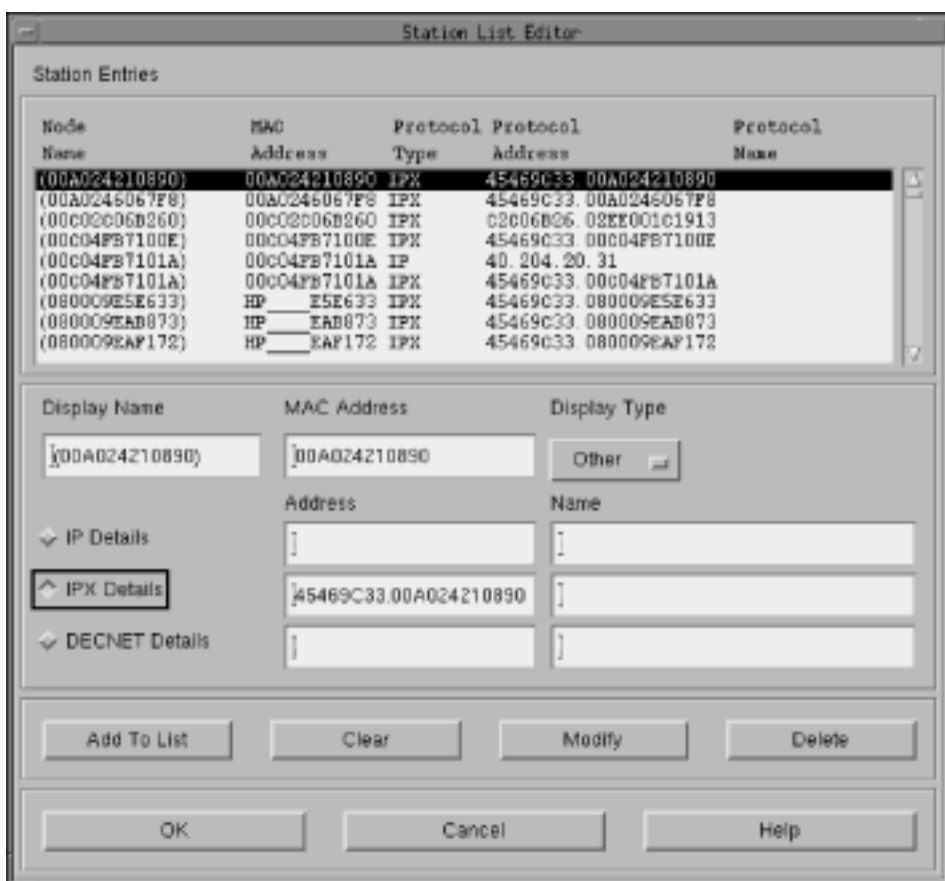 Station List Editor
Station Entries
Node MAC Protocol Protocol Protocol
Name Address Type Address Name
(00A024210890) 00A024210890 IPX 45469C33.00A024210890
(00A0246067F8) 00A0246067F8 IPX 45469C33.00A0246067F8
(00C02C06B260) 00C02C06B260 IPX C2C06B26.02EE001C1913
(00C04FB7100E) 00C04FB7100E IPX 45469C33.00C04FB7100E
(00C04FB7101A) 00C04FB7101A IP 40.204.20.31
(00C04FB7101A) 00C04FB7101A IPX 45469C33.00C04FB7101A
(080009E5E633) HP____E5E633 IPX 45469C33.080009E5E633
(080009EAB873) HP____EAB873 IPX 45469C33.080009EAB873
(080009EAF172) HP____EAF172 IPX 45469C33.080009EAF172
Display Name MAC Address Display Type
(00A024210890) 00A024210890 Other
Address Name
IP Details
IPX Details 45469C33.00A024210890
DECNET Details
Add To List Clear Modify Delete
OK Cancel Help